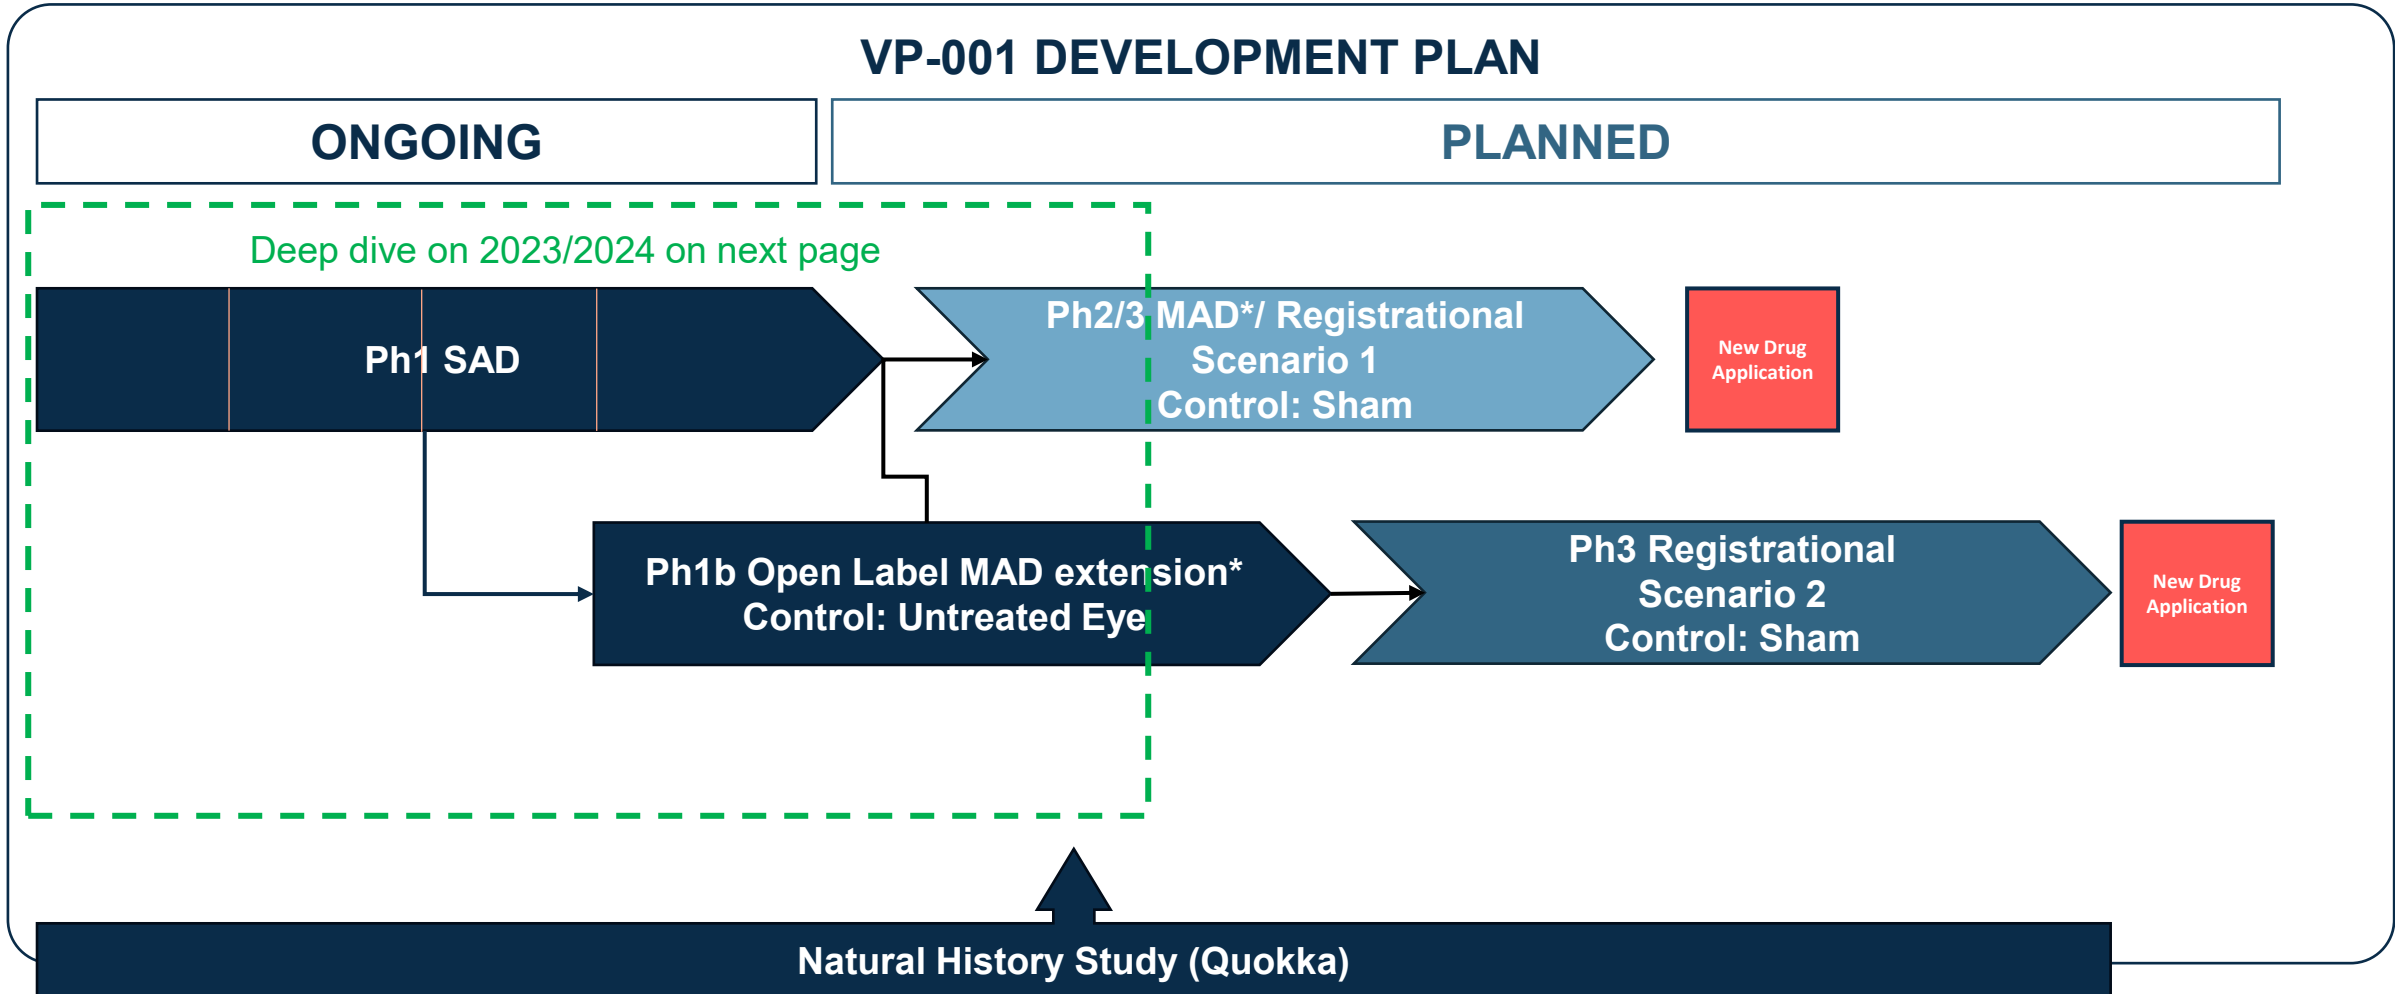 VP-001 DEVELOPMENT PLAN
ONGOING
PLANNED
Deep dive on 2023/2024 on next page
Ph1 SAD
Ph2/3 MAD*/ Registrational
Scenario 1
Control: Sham
New Drug
Application
Ph1b Open Label MAD extension*
Control: Untreated Eye
Ph3 Registrational
Scenario 2
Control: Sham
New Drug
Application
Natural History Study (Quokka)